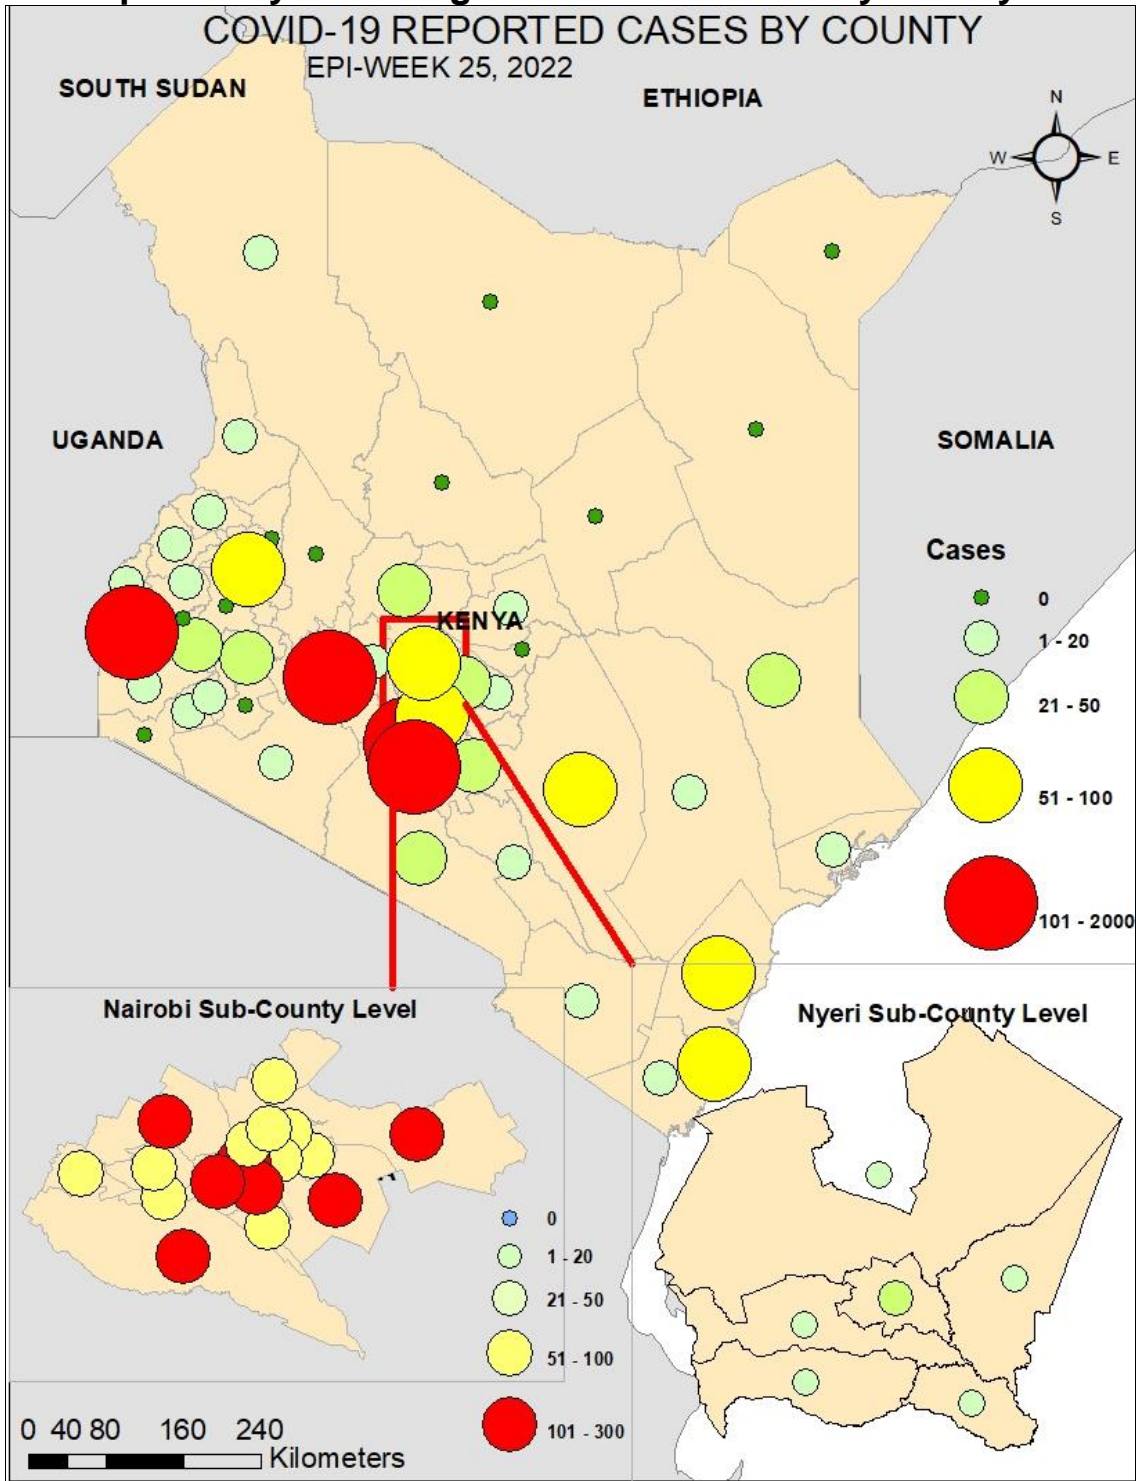 COVID-19 REPORTED CASES BY COUNTY
EPI-WEEK 25, 2022
SOUTH SUDAN
ETHIOPIA
N
W E
S
UGANDA
SOMALIA
KENYA
Cases
0
1 - 20
21 - 50
51 - 100
101 - 2000
Nairobi Sub-County Level
0
1 - 20
21 - 50
51 - 100
101 - 300
Nyeri Sub-County Level
0 40 80 160 240
Kilometers